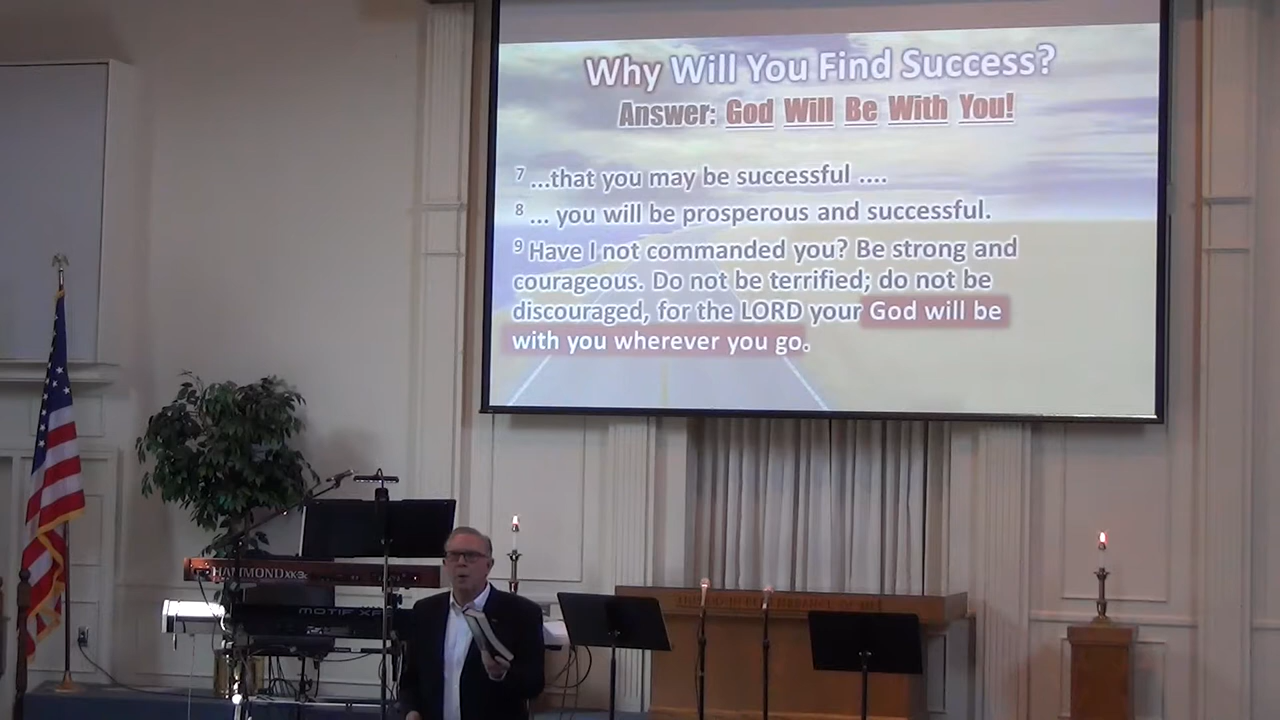 Why Will You Find Success?
Answer: God Will Be With You!
7 ...that you may be successful ....
8 ... you will be prosperous and successful.
9 Have I not commanded you? Be strong and
courageous. Do not be terrified; do not be
discouraged, for the LORD your God will be
with you wherever you go.
HAMMOND XK-3c
MOTIF XF